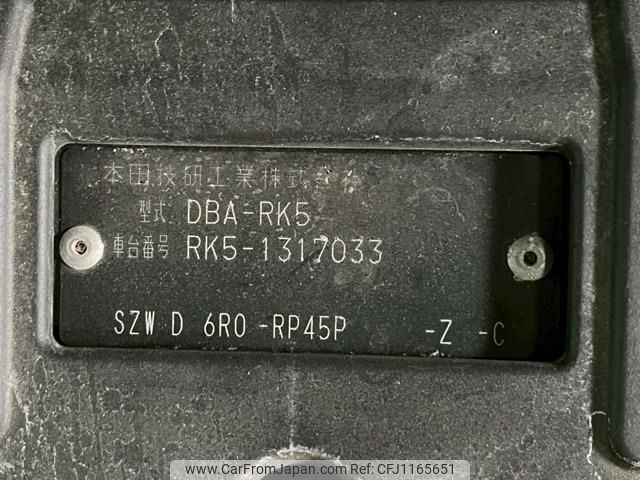 本田技研工業株式会社
型式 DBA-RK5
車台番号 RK5-1317033
SZW D 6R0 -RP45P -Z -C
www.CarFromJapan.com | © CarFromJapan | CFJ1165651